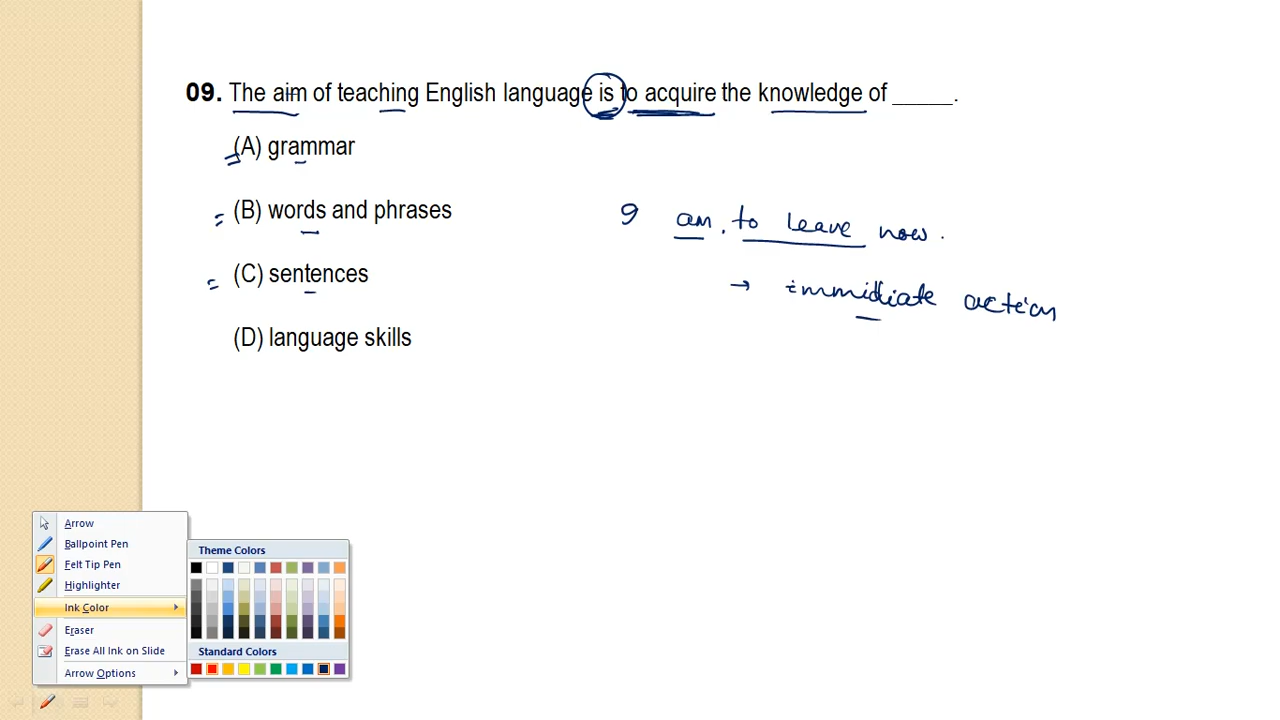 09. The aim of teaching English language is to acquire the knowledge of _____.
(A) grammar
(B) words and phrases
(C) sentences
(D) language skills
I am to leave now.
→ immidiate action
Arrow
Ballpoint Pen
Felt Tip Pen
Highlighter
Ink Color
Eraser
Erase All Ink on Slide
Arrow Options
Theme Colors
Standard Colors